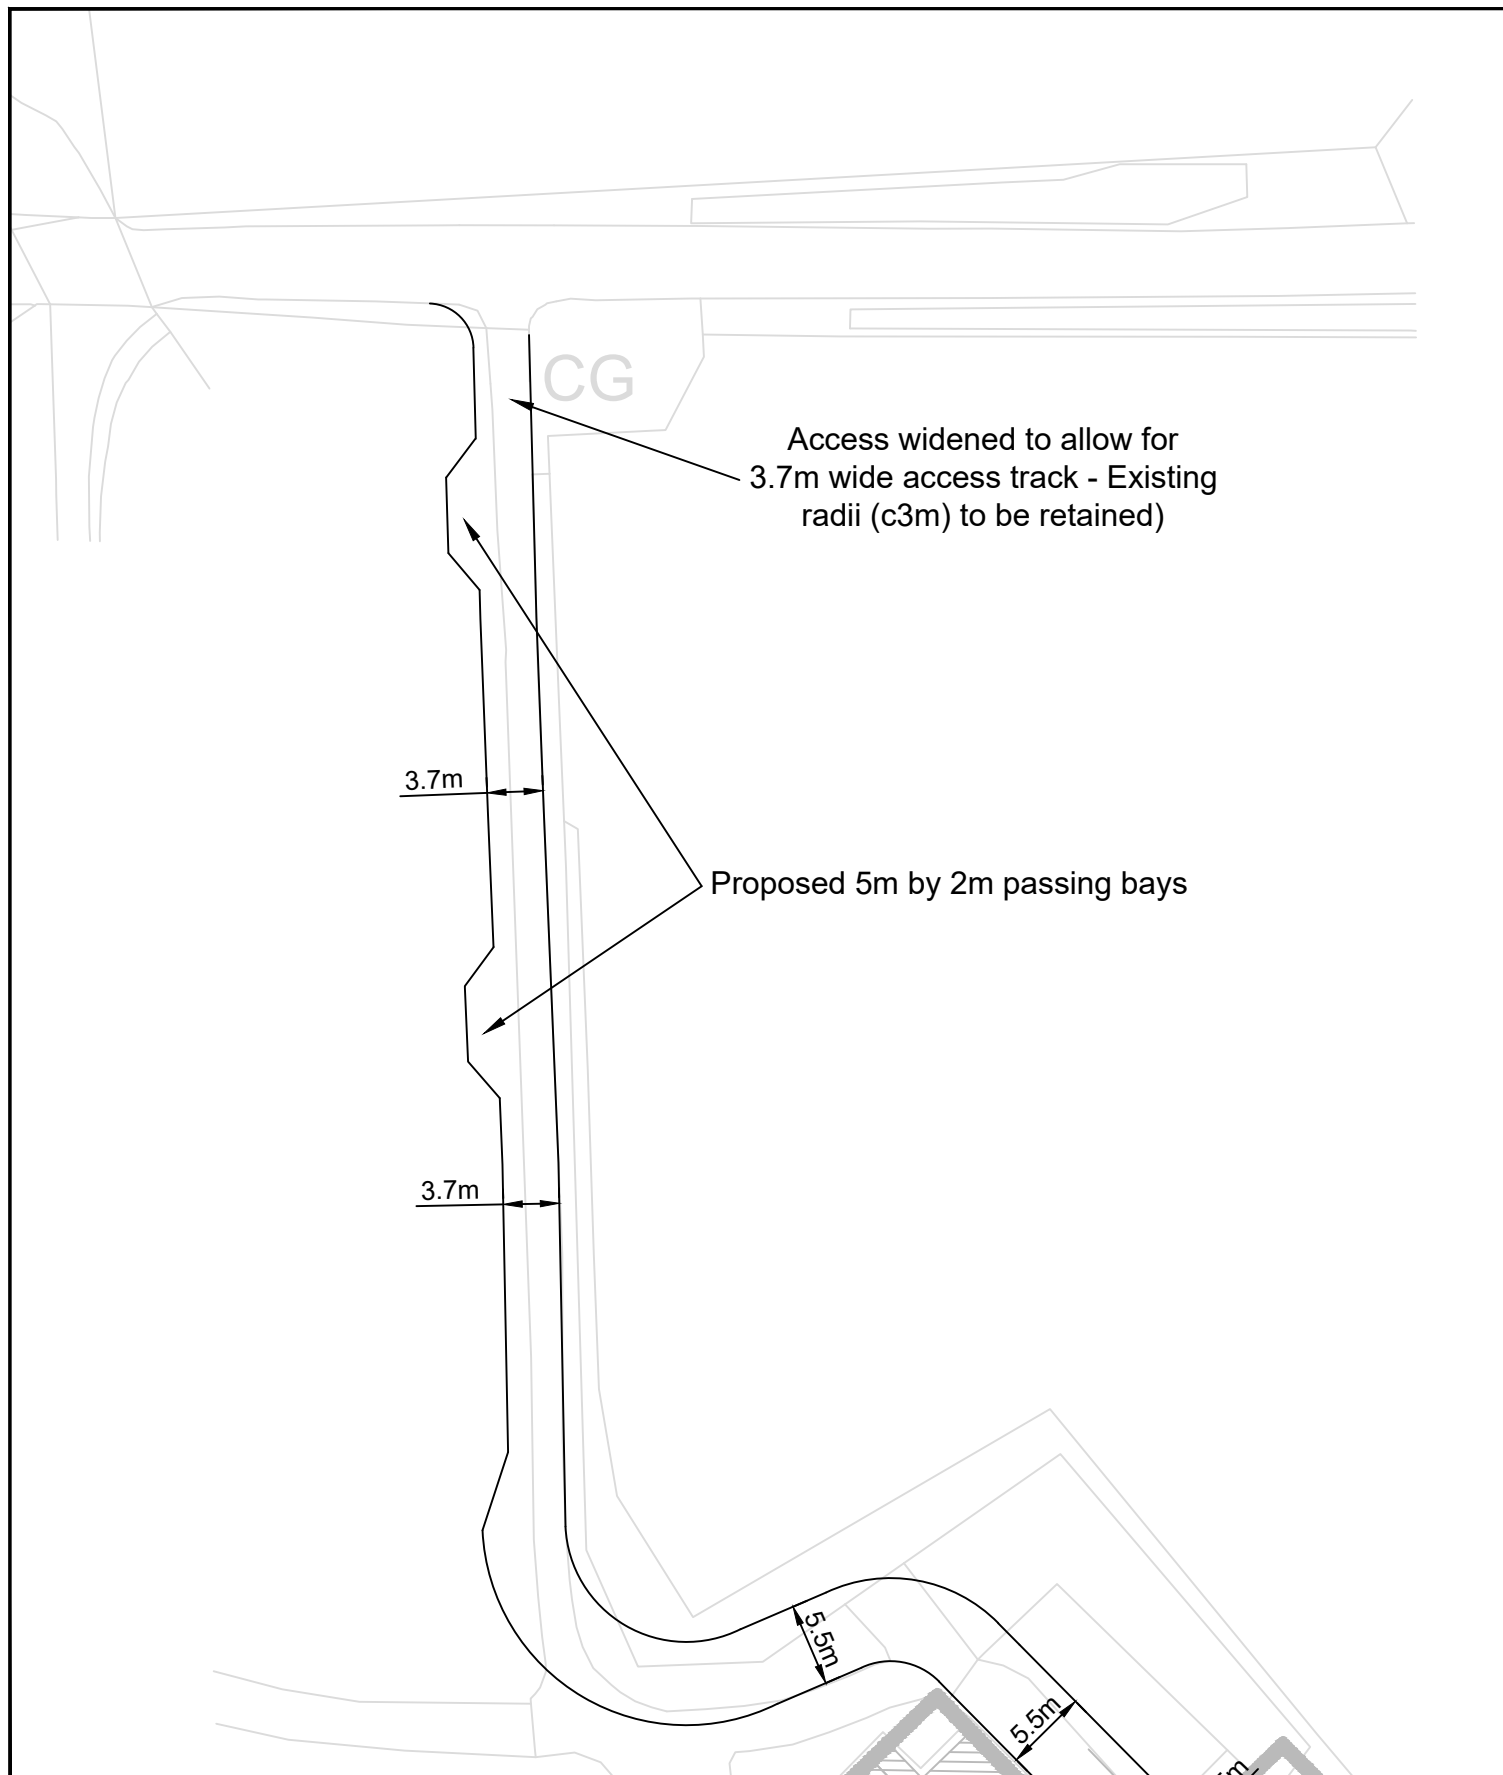 CG
Access widened to allow for
3.7m wide access track - Existing
radii (c3m) to be retained)
3.7m
Proposed 5m by 2m passing bays
3.7m
5.5m
5.5m